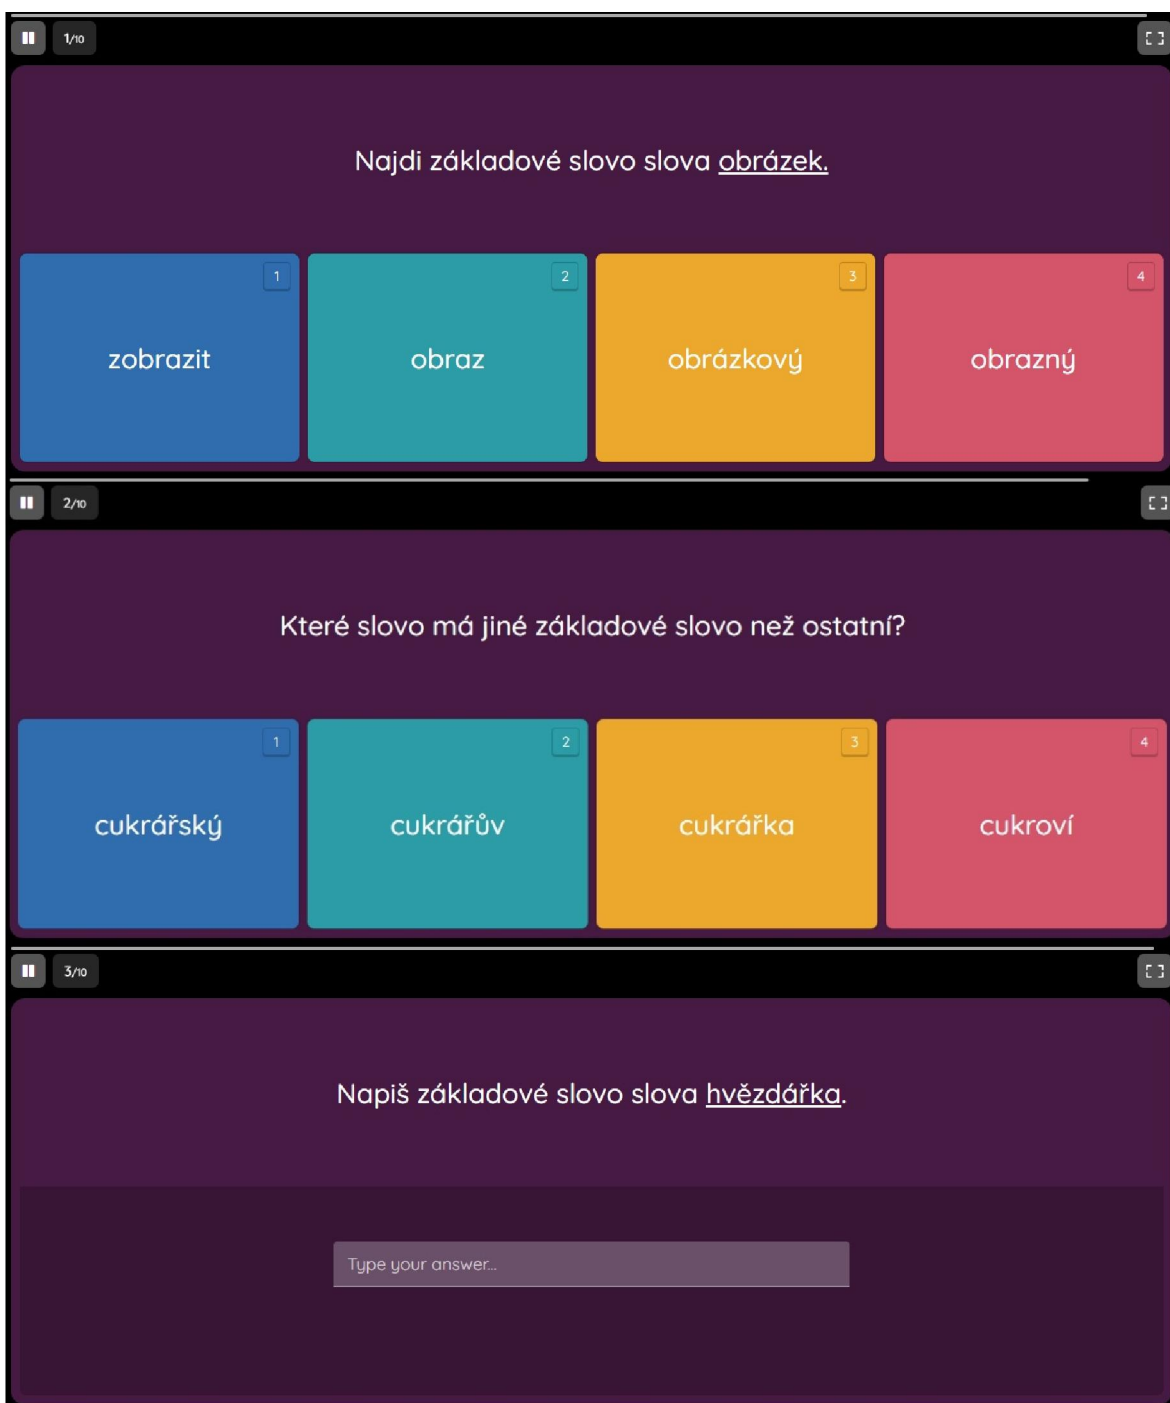 1/10
Najdi základové slovo slova obrázek.
1
2
3
4
zobrazit
obraz
obrázkový
obrazný
2/10
Které slovo má jiné základové slovo než ostatní?
1
2
3
4
cukrářský
cukrářův
cukrářka
cukroví
3/10
Napiš základové slovo slova hvězdářka.
Type your answer...